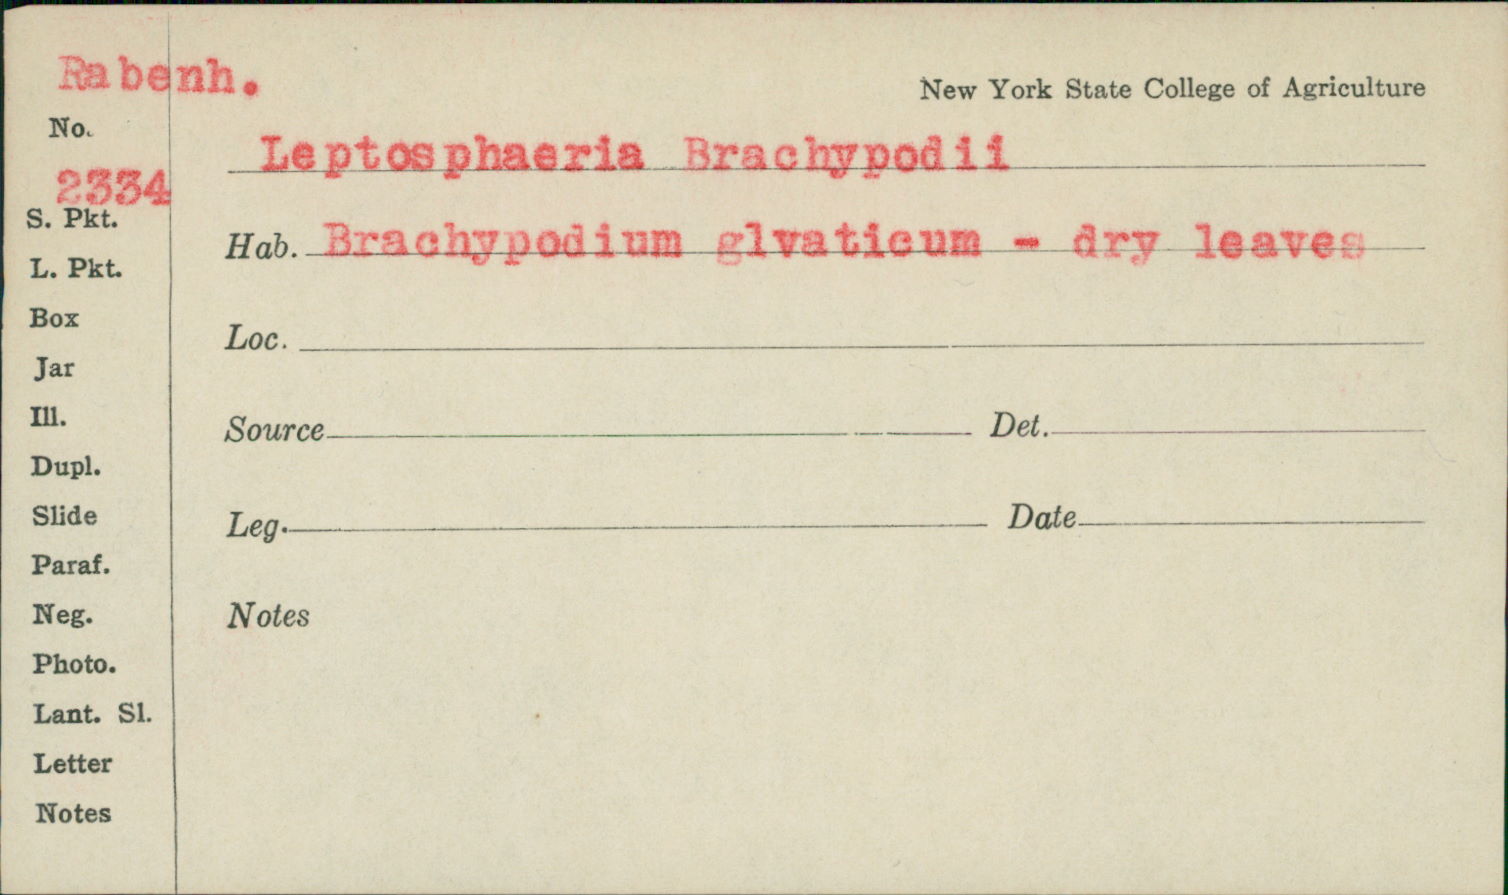 Rabenh.
New York State College of Agriculture
No.
Leptosphaeria Brachypodii
2334
S. Pkt.
Hab. Brachypodium glvaticum - dry leaves
L. Pkt.
Box
Loc.
Jar
Ill.
Source Det.
Dupl.
Slide
Leg. Date
Paraf.
Neg.
Notes
Photo.
Lant. Sl.
Letter
Notes